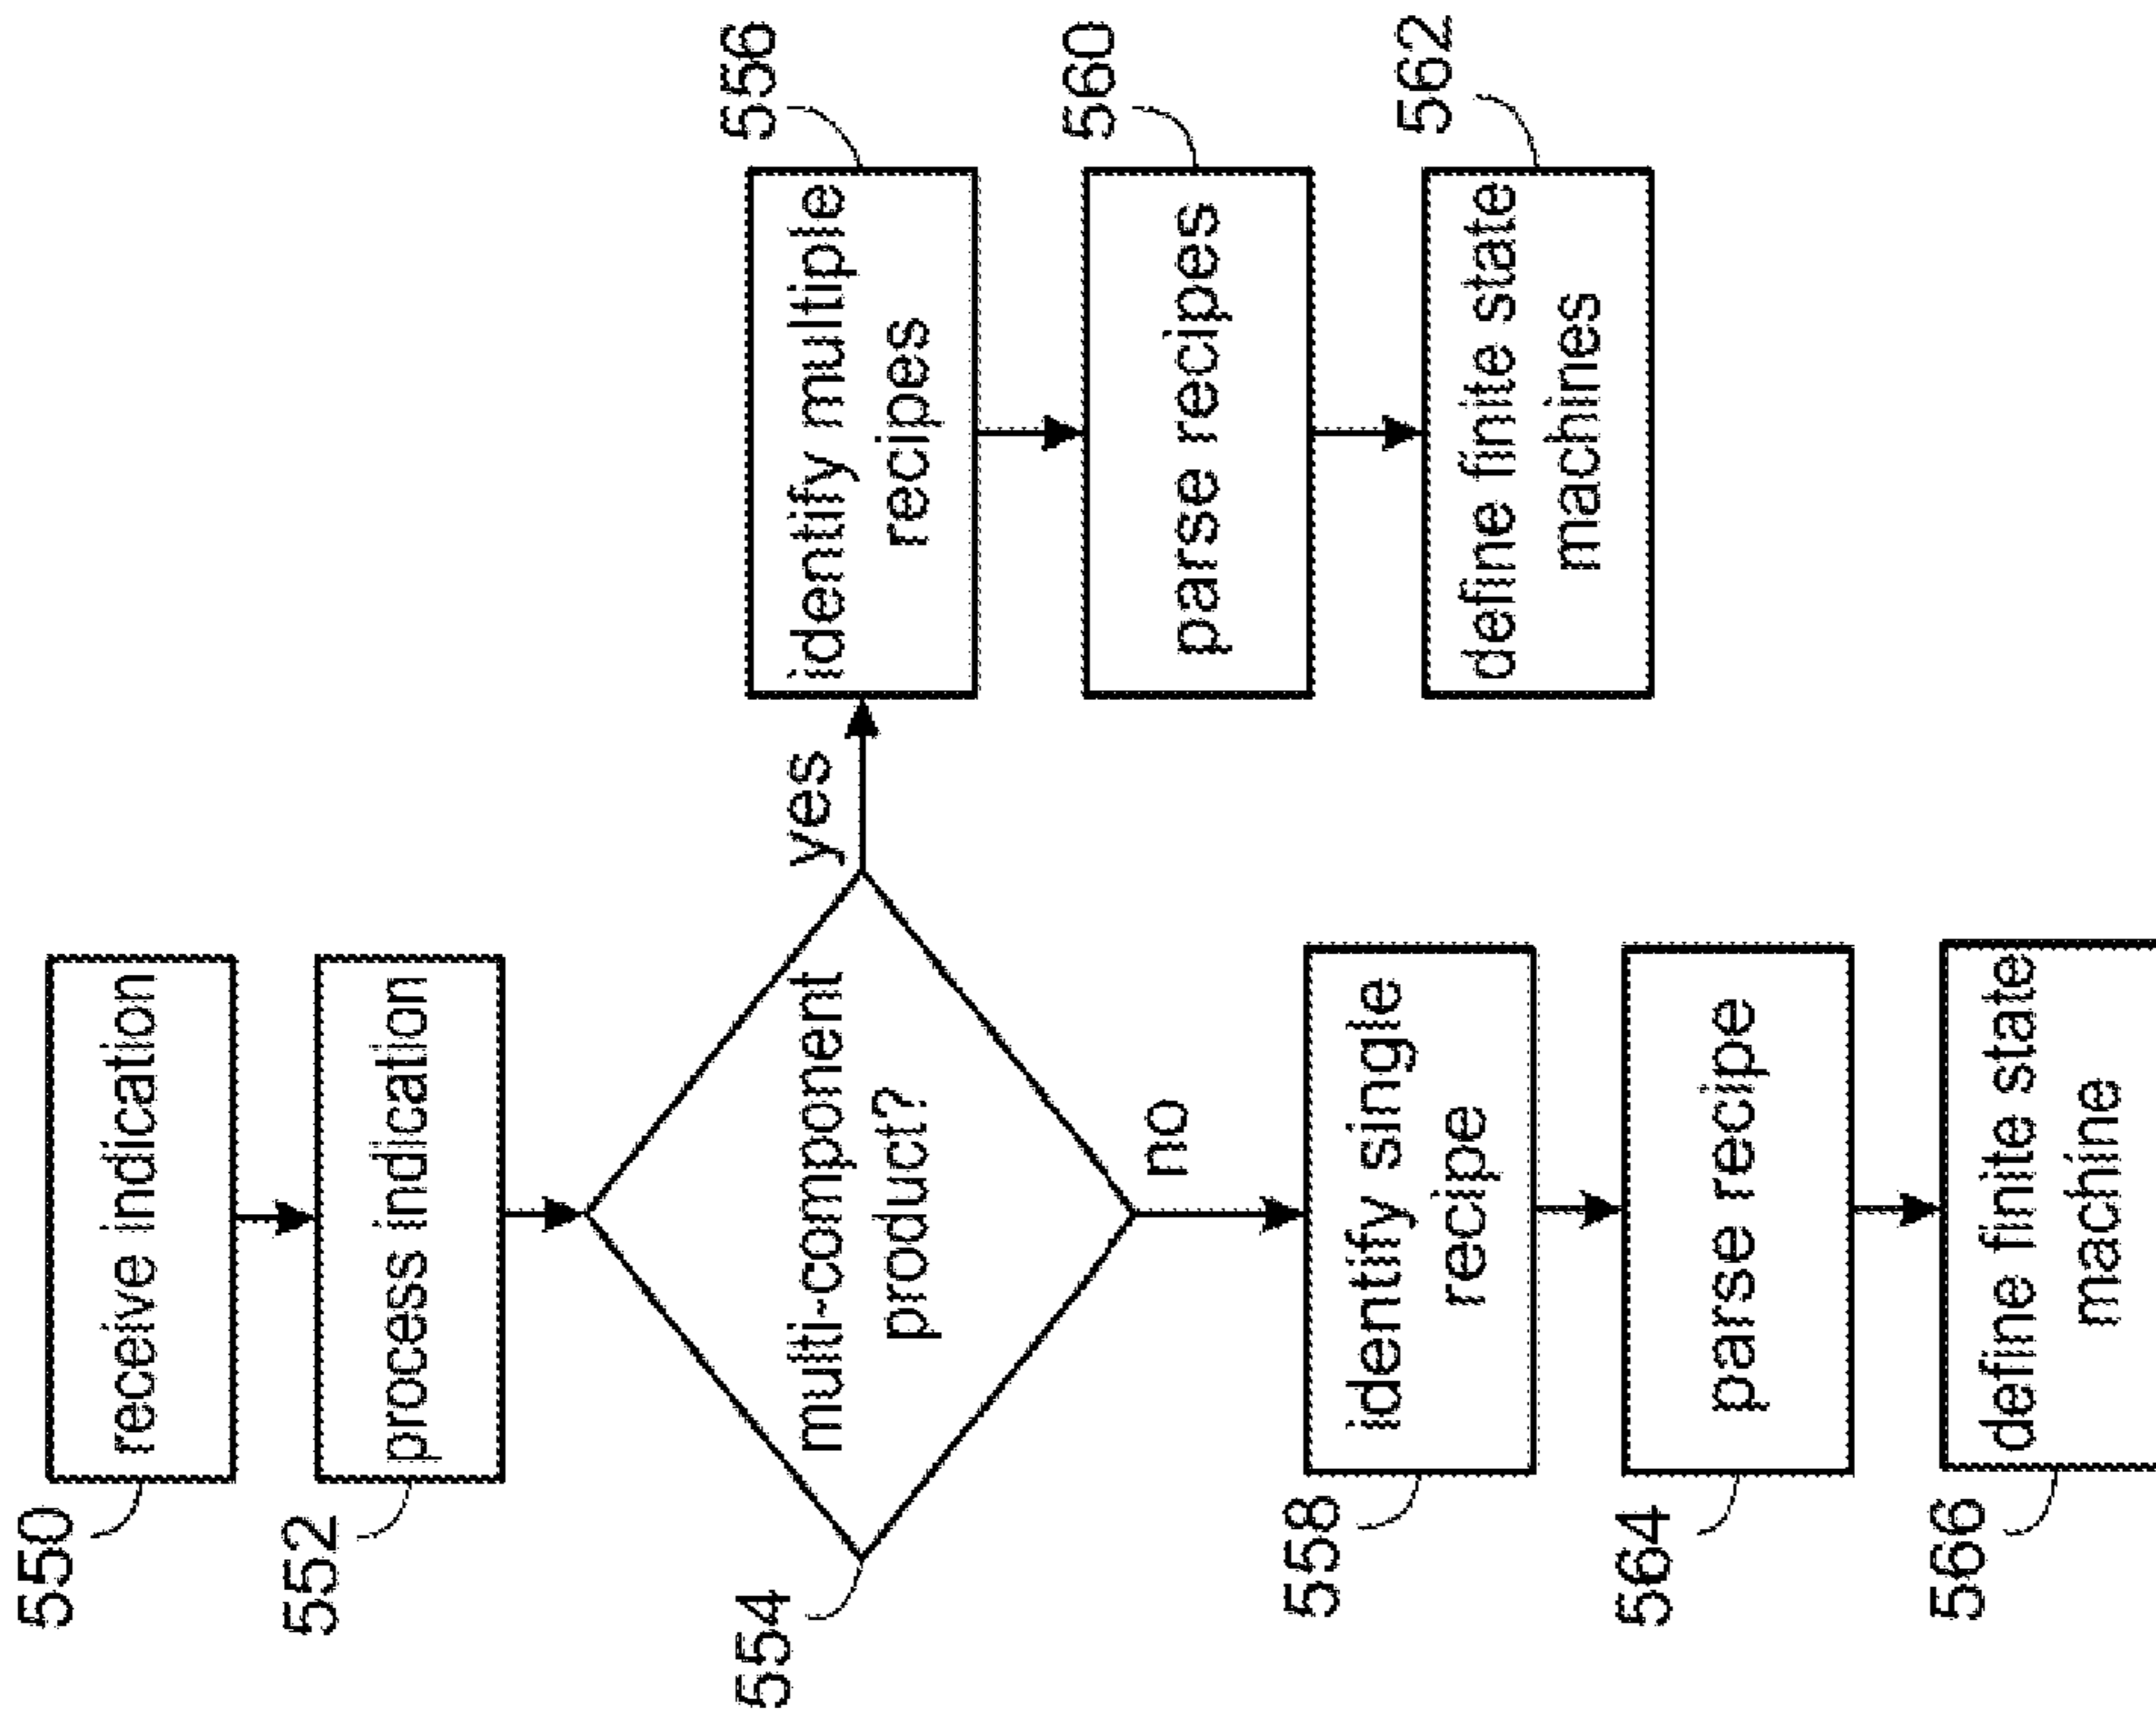 550
receive indication
552
process indication
554
multi-component
product?
yes
556
identify multiple
recipes
560
parse recipes
562
define finite state
machines
no
558
identify single
recipe
564
parse recipe
566
define finite state
machine